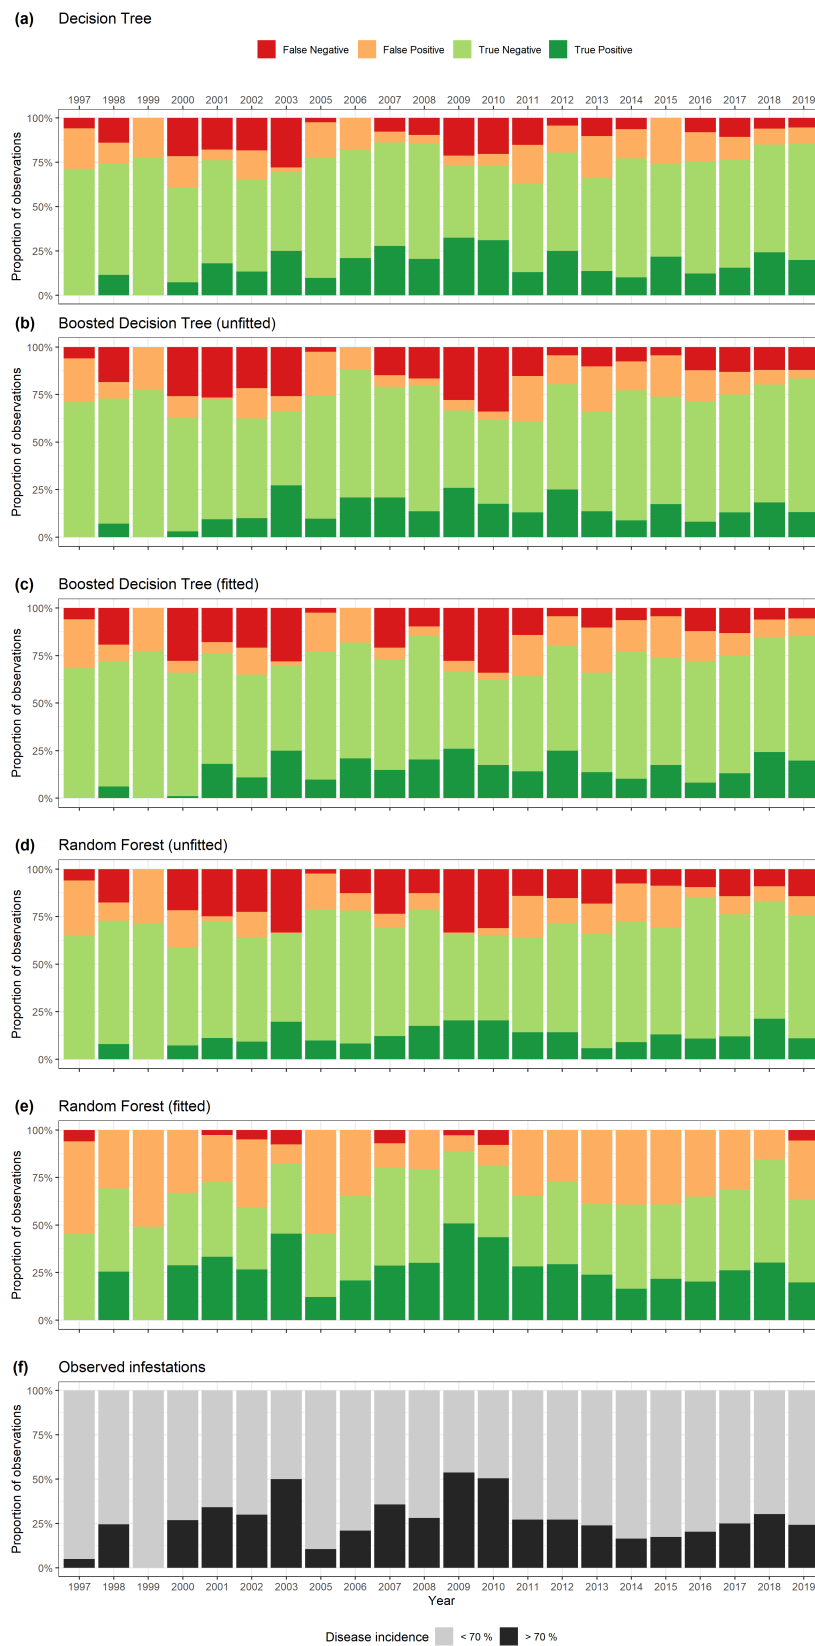 (a) Decision Tree
False Negative False Positive True Negative True Positive
1997 1998 1999 2000 2001 2002 2003 2005 2006 2007 2008 2009 2010 2011 2012 2013 2014 2015 2016 2017 2018 2019
100%
75%
50%
25%
0%
Proportion of observations
(b) Boosted Decision Tree (unfitted)
100%
75%
50%
25%
0%
Proportion of observations
(c) Boosted Decision Tree (fitted)
100%
75%
50%
25%
0%
Proportion of observations
(d) Random Forest (unfitted)
100%
75%
50%
25%
0%
Proportion of observations
(e) Random Forest (fitted)
100%
75%
50%
25%
0%
Proportion of observations
(f) Observed infestations
100%
75%
50%
25%
0%
Proportion of observations
1997 1998 1999 2000 2001 2002 2003 2005 2006 2007 2008 2009 2010 2011 2012 2013 2014 2015 2016 2017 2018 2019
Year
Disease incidence < 70 % > 70 %